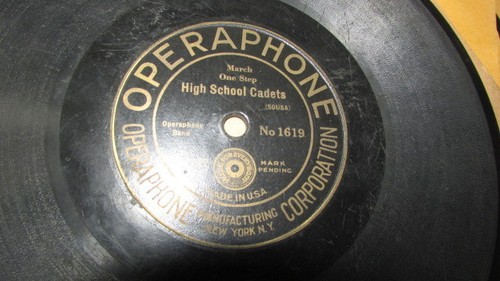 OPERAPHONE
March
One Step
High School Cadets
(SOUSA)
Operaphone
Band
No 1619
MARK
PENDING
MADE IN U.S.A
OPERAPHONE MANUFACTURING CORPORATION
NEW YORK N.Y.